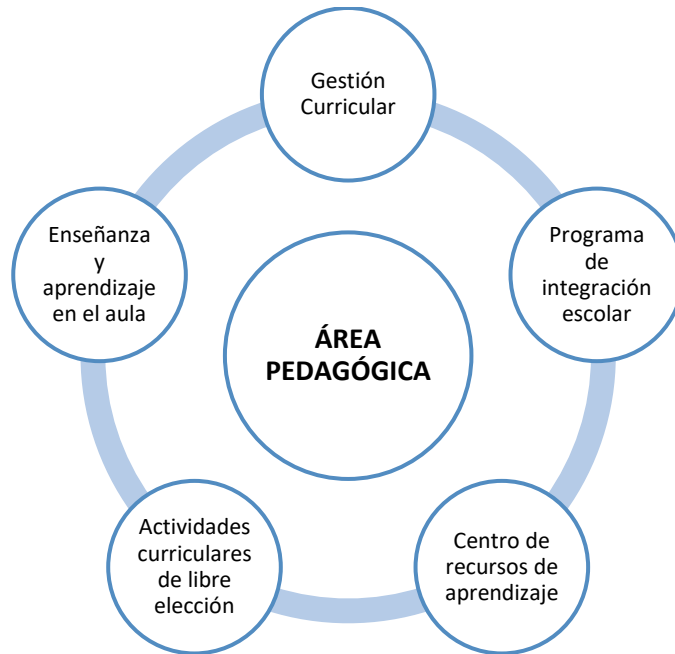 Gestión
Curricular
Programa
de
integración
escolar
Centro de
recursos de
aprendizaje
Actividades
curriculares
de libre
elección
Enseñanza
y
aprendizaje
en el aula
ÁREA
PEDAGÓGICA